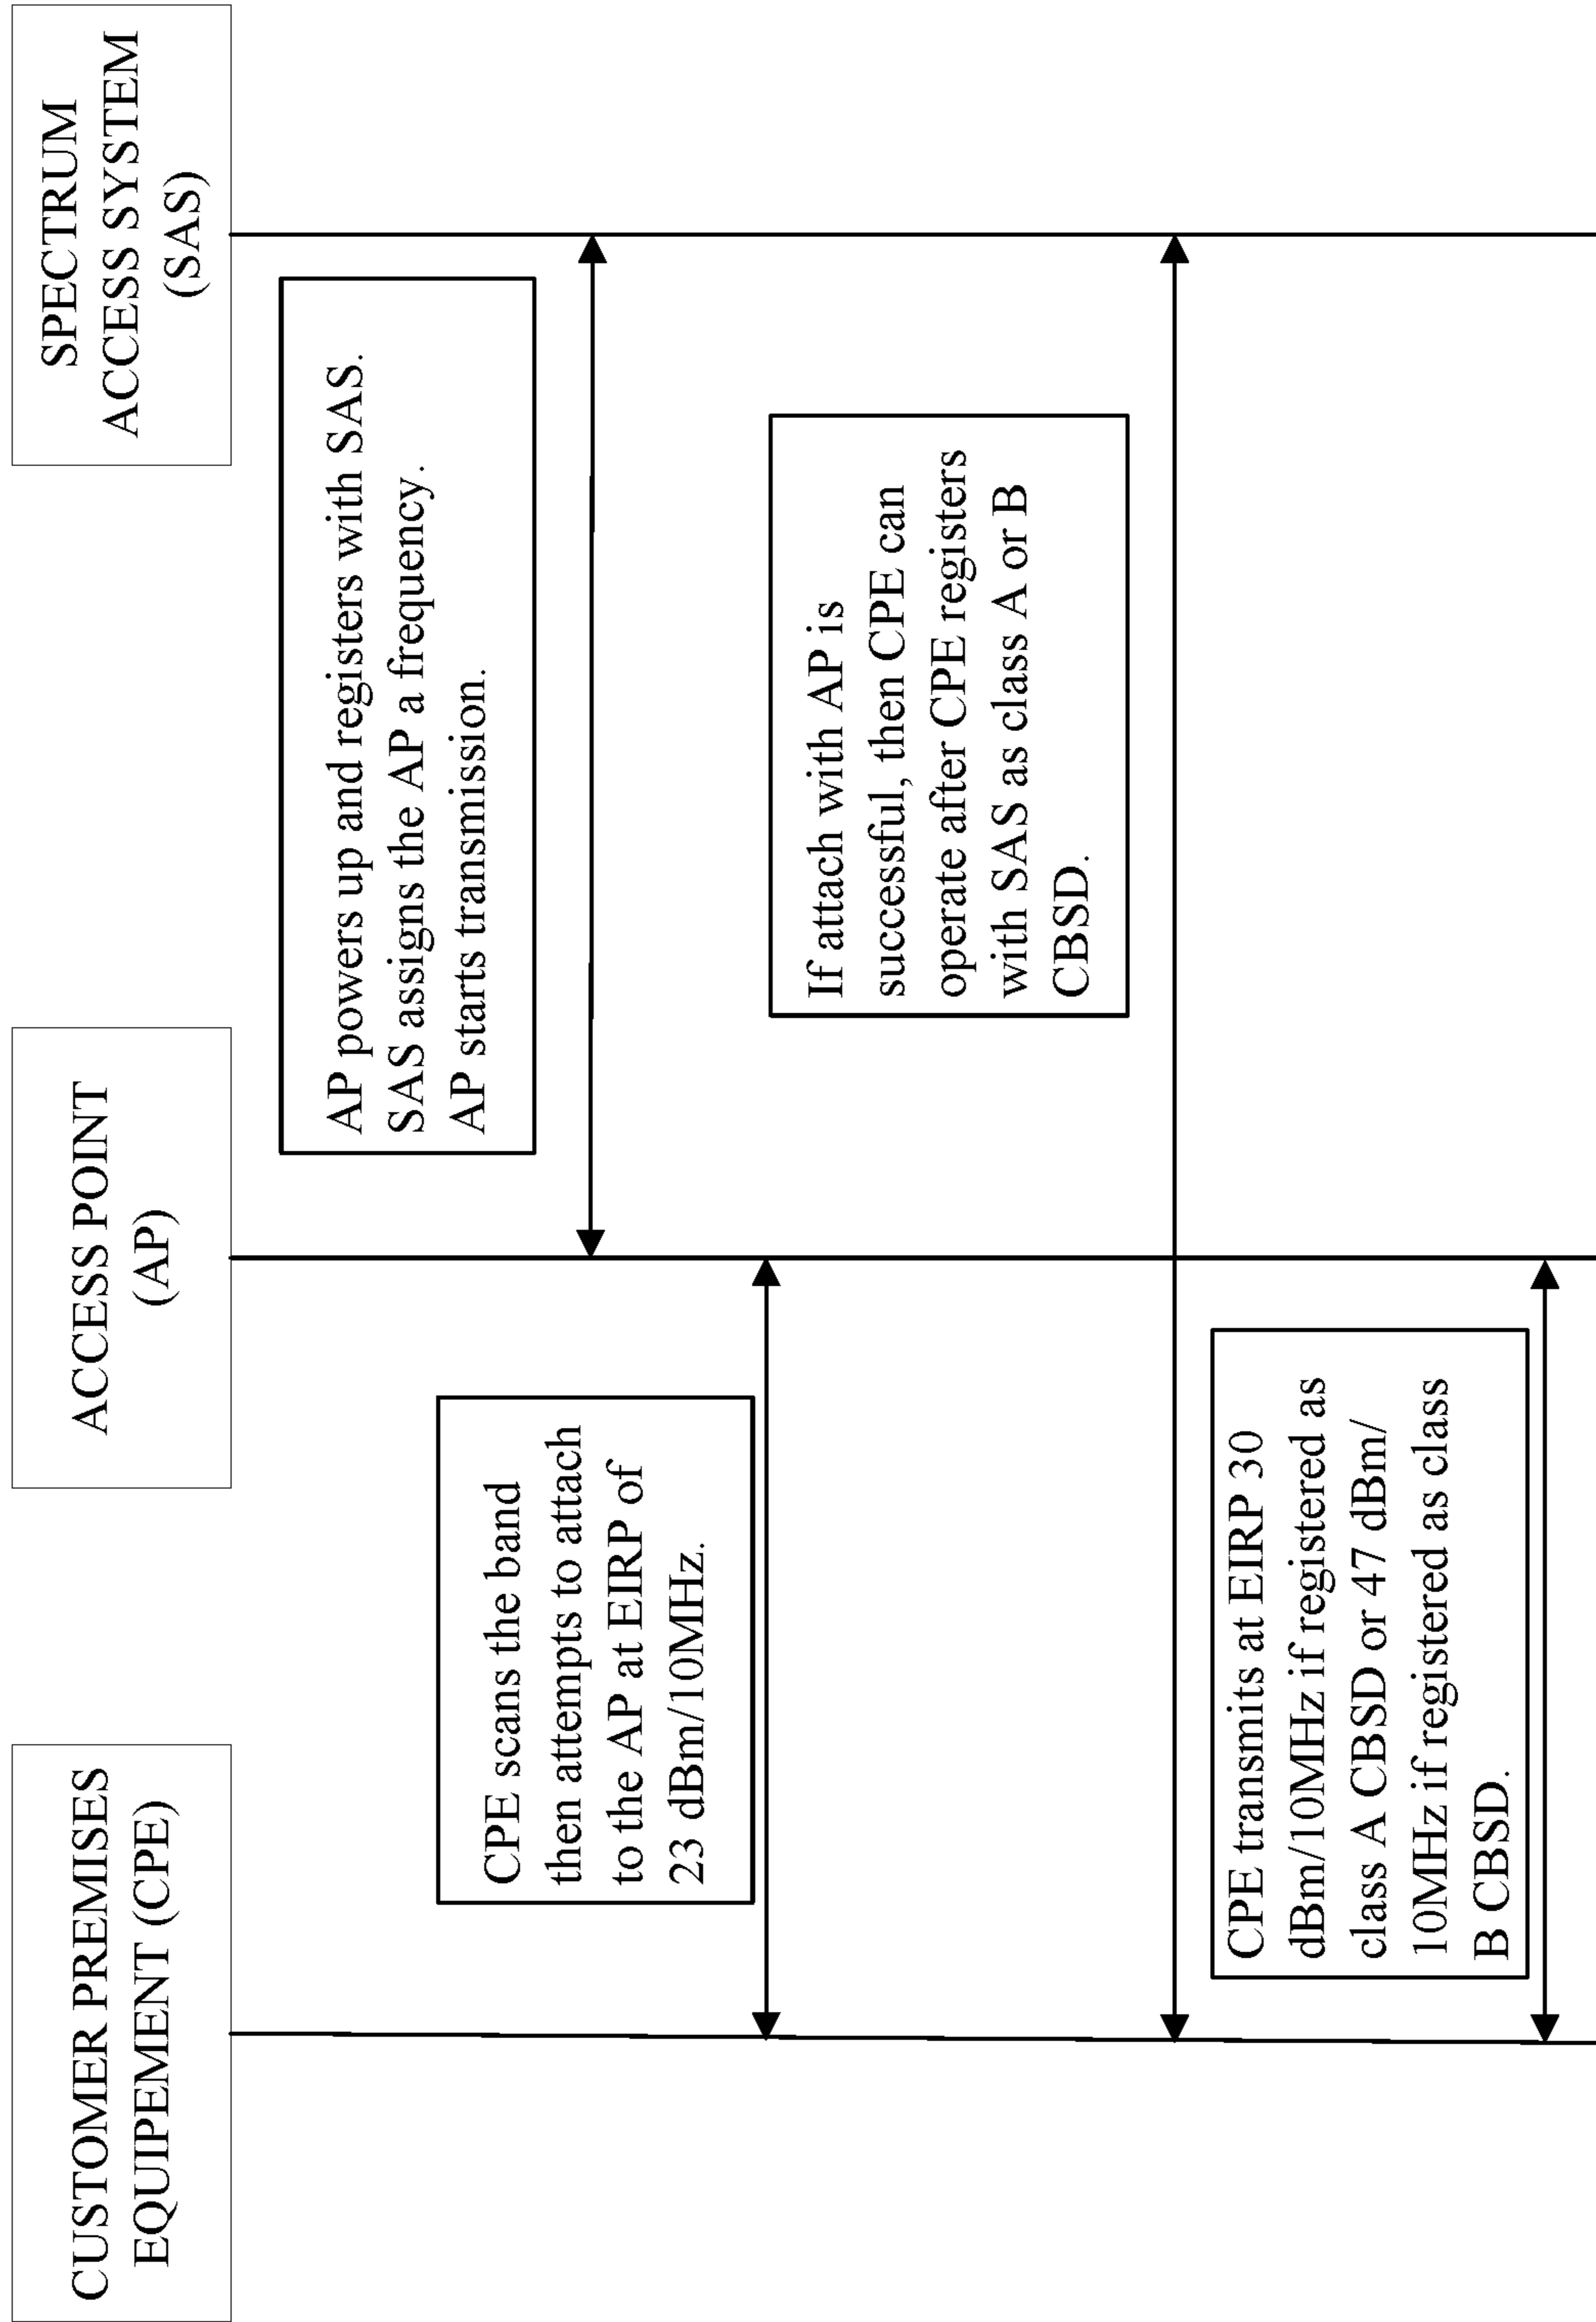 CUSTOMER PREMISES
EQUIPEMENT (CPE)
ACCESS POINT
(AP)
SPECTRUM
ACCESS SYSTEM
(SAS)
AP powers up and registers with SAS.
SAS assigns the AP a frequency.
AP starts transmission.
CPE scans the band
then attempts to attach
to the AP at EIRP of
23 dBm/10MHz.
If attach with AP is
successful, then CPE can
operate after CPE registers
with SAS as class A or B
CBSD.
CPE transmits at EIRP 30
dBm/10MHz if registered as
class A CBSD or 47 dBm/
10MHz if registered as class
B CBSD.